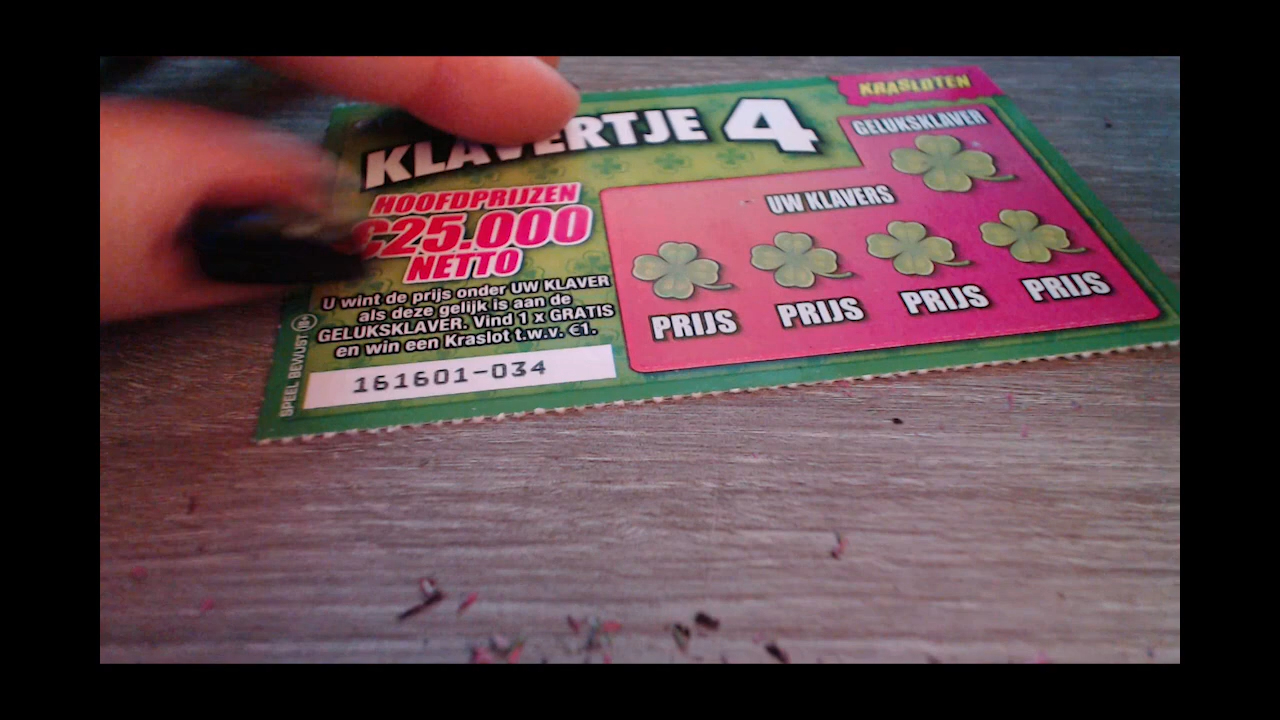 KRASLOTEN
KLAVERTJE 4
GELUKSKLAVER
HOOFDPRIJZEN
€25.000
NETTO
UW KLAVERS
U wint de prijs onder UW KLAVER
als deze gelijk is aan de
GELUKSKLAVER. Vind 1 x GRATIS
en win een Kraslot t.w.v. €1.
PRIJS PRIJS PRIJS PRIJS
161601-034
SPEEL BEWUST 18+